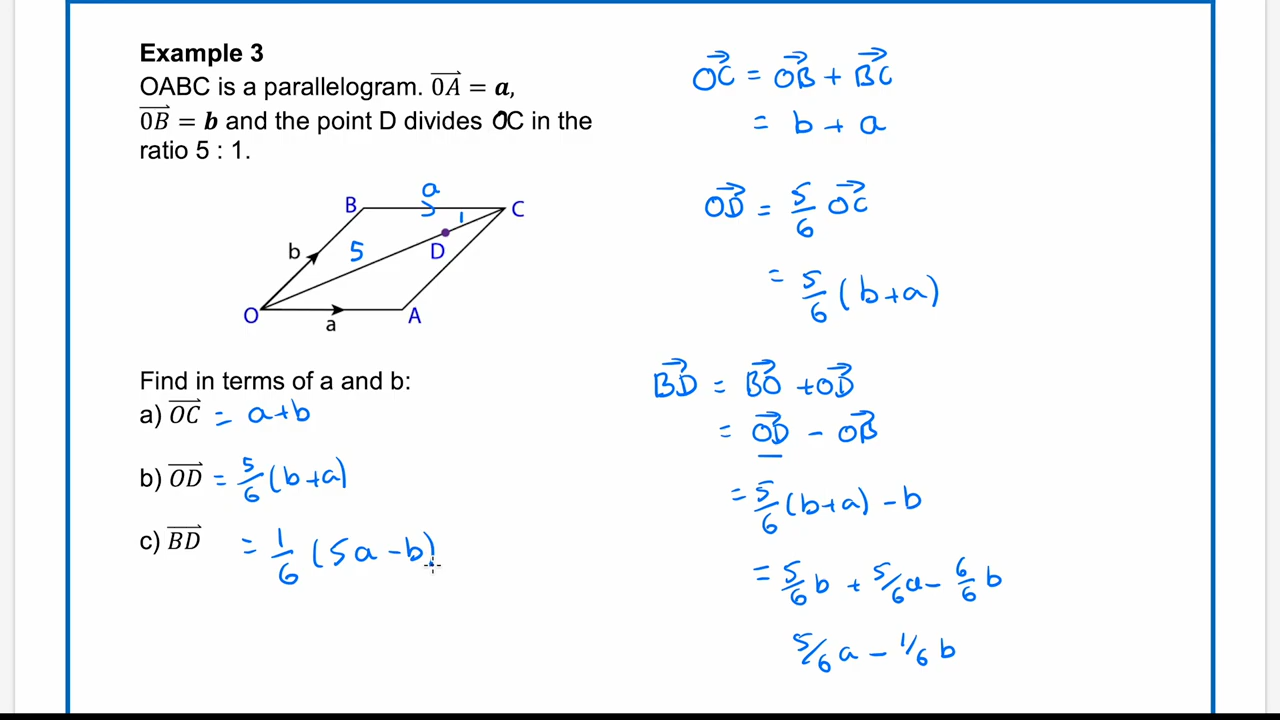 Example 3
OABC is a parallelogram. 0A = a,
0B = b and the point D divides OC in the
ratio 5 : 1.
a
B
C
1
b
5
D
O
a
A
Find in terms of a and b:
a) OC = a+b
b) OD = 5/6 (b+a)
c) BD = 1/6 (5a - b)
OC = OB + BC
= b + a
OD = 5/6 OC
= 5/6 (b+a)
BD = BO + OD
= OD - OB
= 5/6 (b+a) - b
= 5/6 b + 5/6 a - 6/6 b
5/6 a - 1/6 b